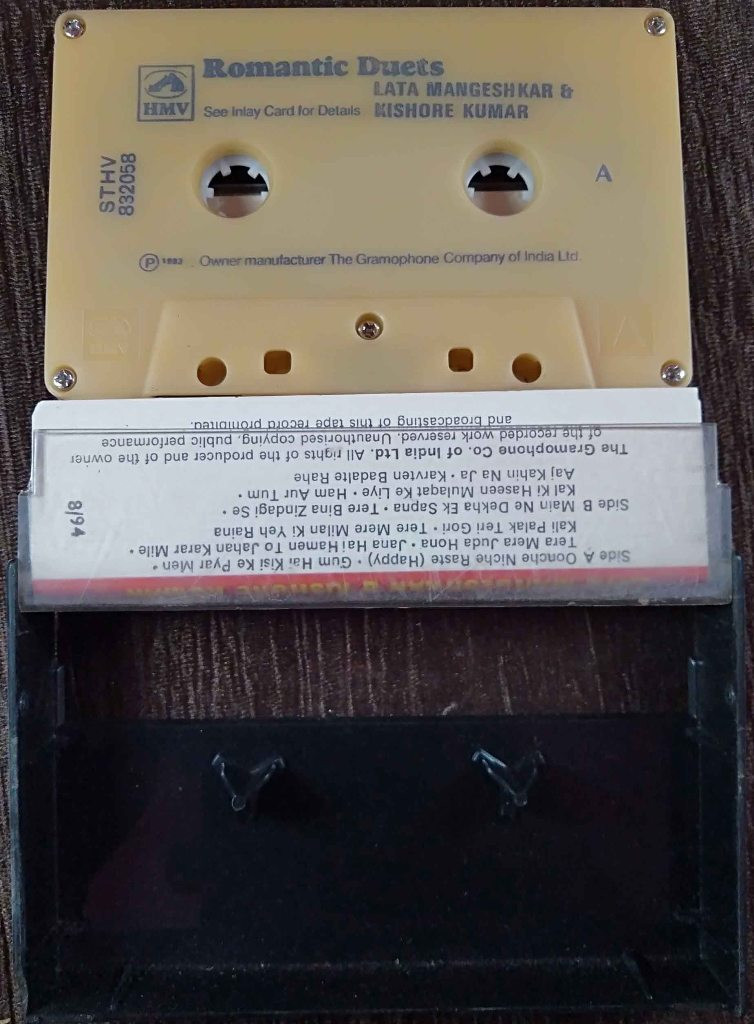 Romantic Duets
LATA MANGESHKAR &
HMV
See Inlay Card for Details KISHORE KUMAR
STHV
832058
A
℗ Owner manufacturer The Gramophone Company of India Ltd.
Side A Oonche Niche Raste (Happy) • Gum Hai Kisi Ke Pyar Men •
Tera Mera Juda Hona • Jana Hai Hamen To Jahan Karar Mile •
Kali Palak Teri Gori • Tere Mere Milan Ki Yeh Raina
Side B Main Ne Dekha Ek Sapna • Tere Bina Zindagi Se •
Kal Ki Haseen Mulaqat Ke Liye • Ham Aur Tum •
Aaj Kahin Na Ja • Karvten Badalte Rahe
8/94
The Gramophone Co. of India Ltd. All rights of the producer and of the owner
of the recorded work reserved. Unauthorised copying, public performance
and broadcasting of this tape record prohibited.